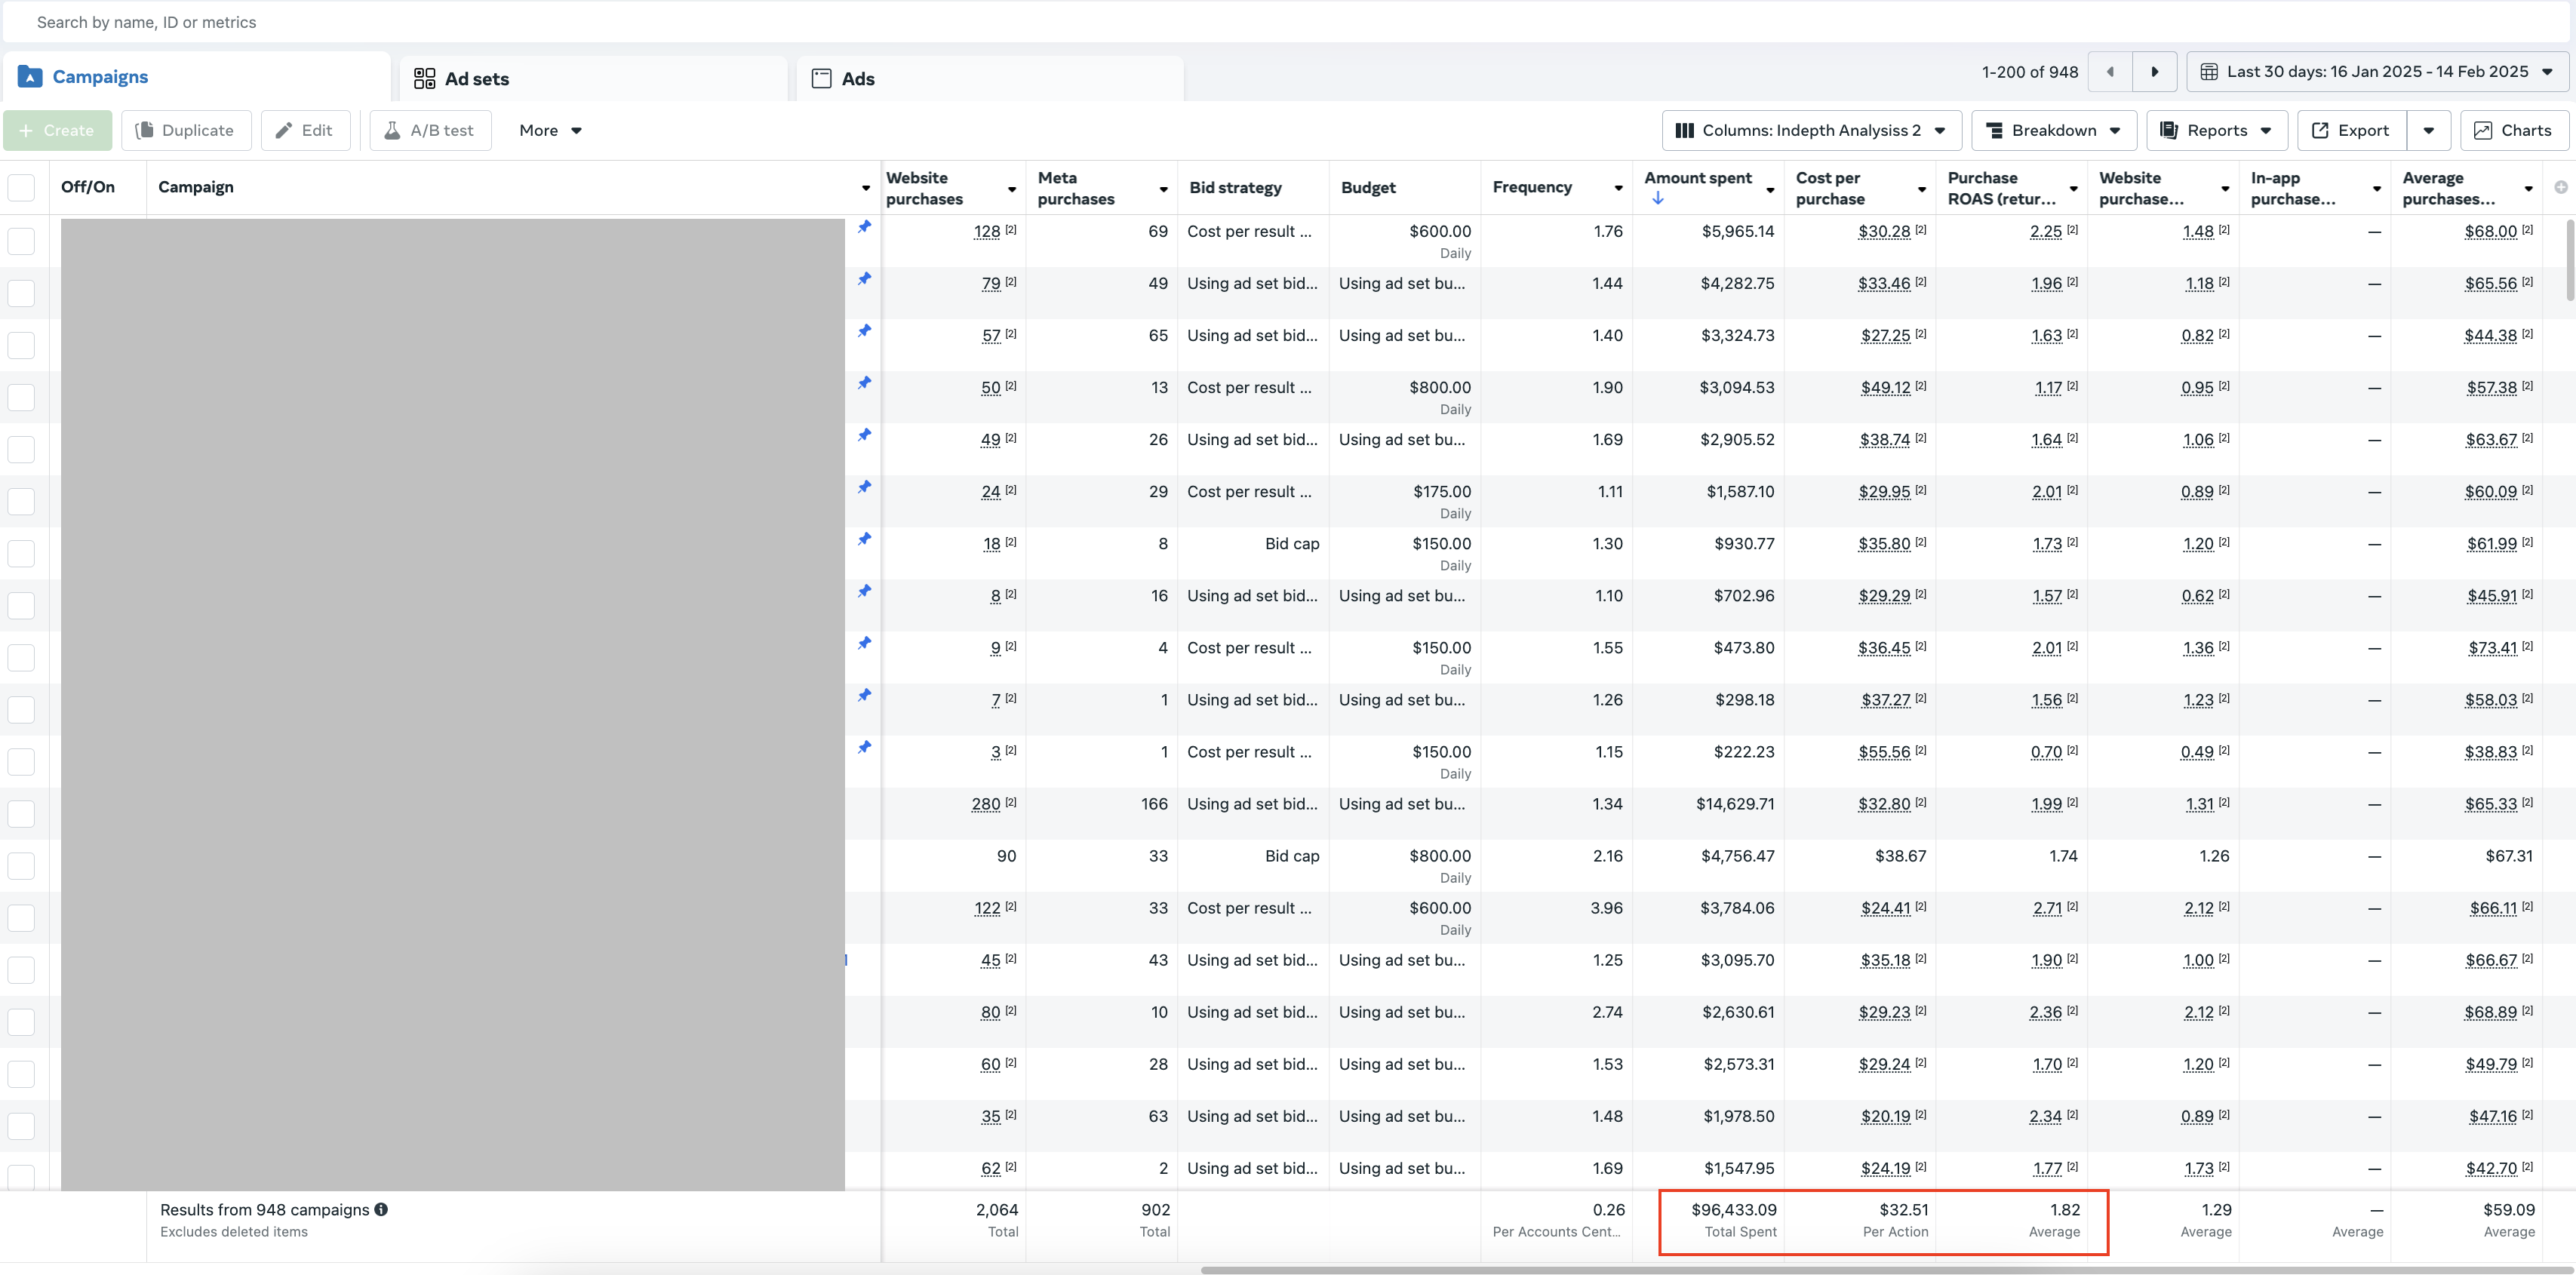 Search by name, ID or metrics
Campaigns Ad sets Ads 1-200 of 948 Last 30 days: 16 Jan 2025 - 14 Feb 2025
+ Create Duplicate Edit A/B test More Columns: Indepth Analysiss 2 Breakdown Reports Export Charts
Off/On Campaign Website purchases Meta purchases Bid strategy Budget Frequency Amount spent ↓ Cost per purchase Purchase ROAS (retur... Website purchase... In-app purchase... Average purchases...
128 [2] 69 Cost per result ... $600.00 1.76 $5,965.14 $30.28 [2] 2.25 [2] 1.48 [2] — $68.00 [2]
Daily
79 [2] 49 Using ad set bid... Using ad set bu... 1.44 $4,282.75 $33.46 [2] 1.96 [2] 1.18 [2] — $65.56 [2]
57 [2] 65 Using ad set bid... Using ad set bu... 1.40 $3,324.73 $27.25 [2] 1.63 [2] 0.82 [2] — $44.38 [2]
50 [2] 13 Cost per result ... $800.00 1.90 $3,094.53 $49.12 [2] 1.17 [2] 0.95 [2] — $57.38 [2]
Daily
49 [2] 26 Using ad set bid... Using ad set bu... 1.69 $2,905.52 $38.74 [2] 1.64 [2] 1.06 [2] — $63.67 [2]
24 [2] 29 Cost per result ... $175.00 1.11 $1,587.10 $29.95 [2] 2.01 [2] 0.89 [2] — $60.09 [2]
Daily
18 [2] 8 Bid cap $150.00 1.30 $930.77 $35.80 [2] 1.73 [2] 1.20 [2] — $61.99 [2]
Daily
8 [2] 16 Using ad set bid... Using ad set bu... 1.10 $702.96 $29.29 [2] 1.57 [2] 0.62 [2] — $45.91 [2]
9 [2] 4 Cost per result ... $150.00 1.55 $473.80 $36.45 [2] 2.01 [2] 1.36 [2] — $73.41 [2]
Daily
7 [2] 1 Using ad set bid... Using ad set bu... 1.26 $298.18 $37.27 [2] 1.56 [2] 1.23 [2] — $58.03 [2]
3 [2] 1 Cost per result ... $150.00 1.15 $222.23 $55.56 [2] 0.70 [2] 0.49 [2] — $38.83 [2]
Daily
280 [2] 166 Using ad set bid... Using ad set bu... 1.34 $14,629.71 $32.80 [2] 1.99 [2] 1.31 [2] — $65.33 [2]
90 33 Bid cap $800.00 2.16 $4,756.47 $38.67 1.74 1.26 — $67.31
Daily
122 [2] 33 Cost per result ... $600.00 3.96 $3,784.06 $24.41 [2] 2.71 [2] 2.12 [2] — $66.11 [2]
Daily
45 [2] 43 Using ad set bid... Using ad set bu... 1.25 $3,095.70 $35.18 [2] 1.90 [2] 1.00 [2] — $66.67 [2]
80 [2] 10 Using ad set bid... Using ad set bu... 2.74 $2,630.61 $29.23 [2] 2.36 [2] 2.12 [2] — $68.89 [2]
60 [2] 28 Using ad set bid... Using ad set bu... 1.53 $2,573.31 $29.24 [2] 1.70 [2] 1.20 [2] — $49.79 [2]
35 [2] 63 Using ad set bid... Using ad set bu... 1.48 $1,978.50 $20.19 [2] 2.34 [2] 0.89 [2] — $47.16 [2]
62 [2] 2 Using ad set bid... Using ad set bu... 1.69 $1,547.95 $24.19 [2] 1.77 [2] 1.73 [2] — $42.70 [2]
Results from 948 campaigns 2,064 902 0.26 $96,433.09 $32.51 1.82 1.29 — $59.09
Excludes deleted items Total Total Per Accounts Cent... Total Spent Per Action Average Average Average Average